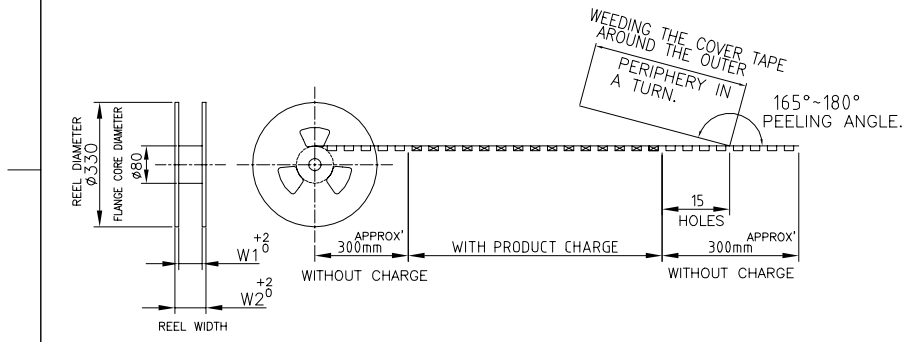 WEEDING THE COVER TAPE
AROUND THE OUTER
PERIPHERY IN
A TURN.
165°~180°
PEELING ANGLE.
REEL DIAMETER
ø330
FLANGE CORE DIAMETER
ø80
15
HOLES
APPROX'
300mm
WITH PRODUCT CHARGE
APPROX'
300mm
WITHOUT CHARGE
WITHOUT CHARGE
W1 +2 0
W2 +2 0
REEL WIDTH